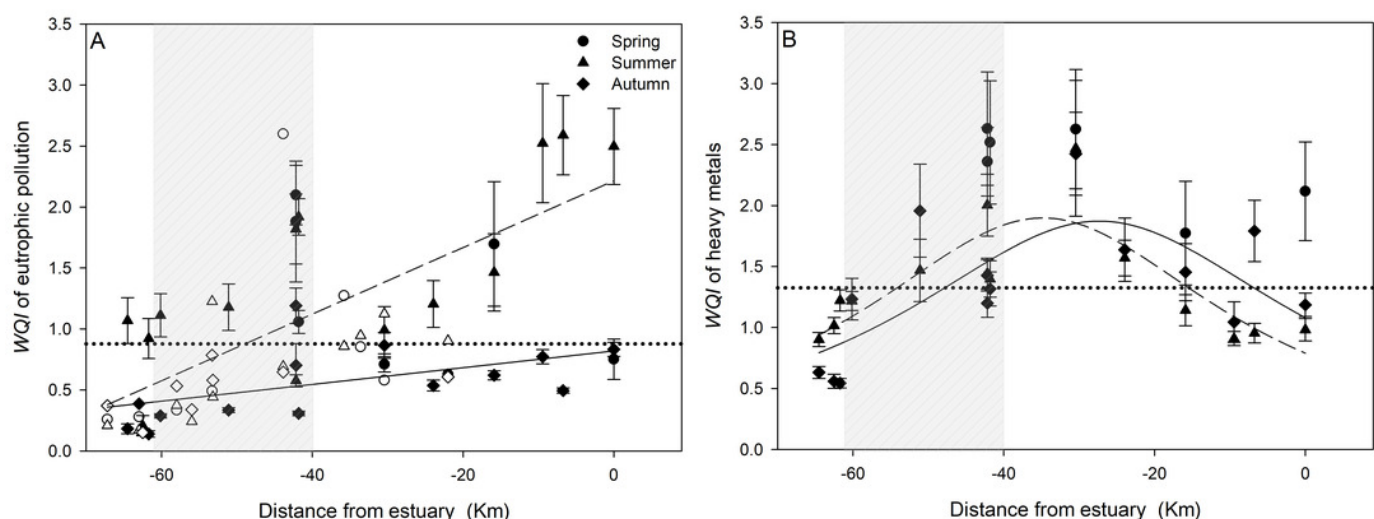 A
Spring
Summer
Autumn
WQI of eutrophic pollution
3.5
3.0
2.5
2.0
1.5
1.0
0.5
0.0
-60
-40
-20
0
Distance from estuary (Km)
B
WQI of heavy metals
3.5
3.0
2.5
2.0
1.5
1.0
0.5
0.0
-60
-40
-20
0
Distance from estuary (Km)